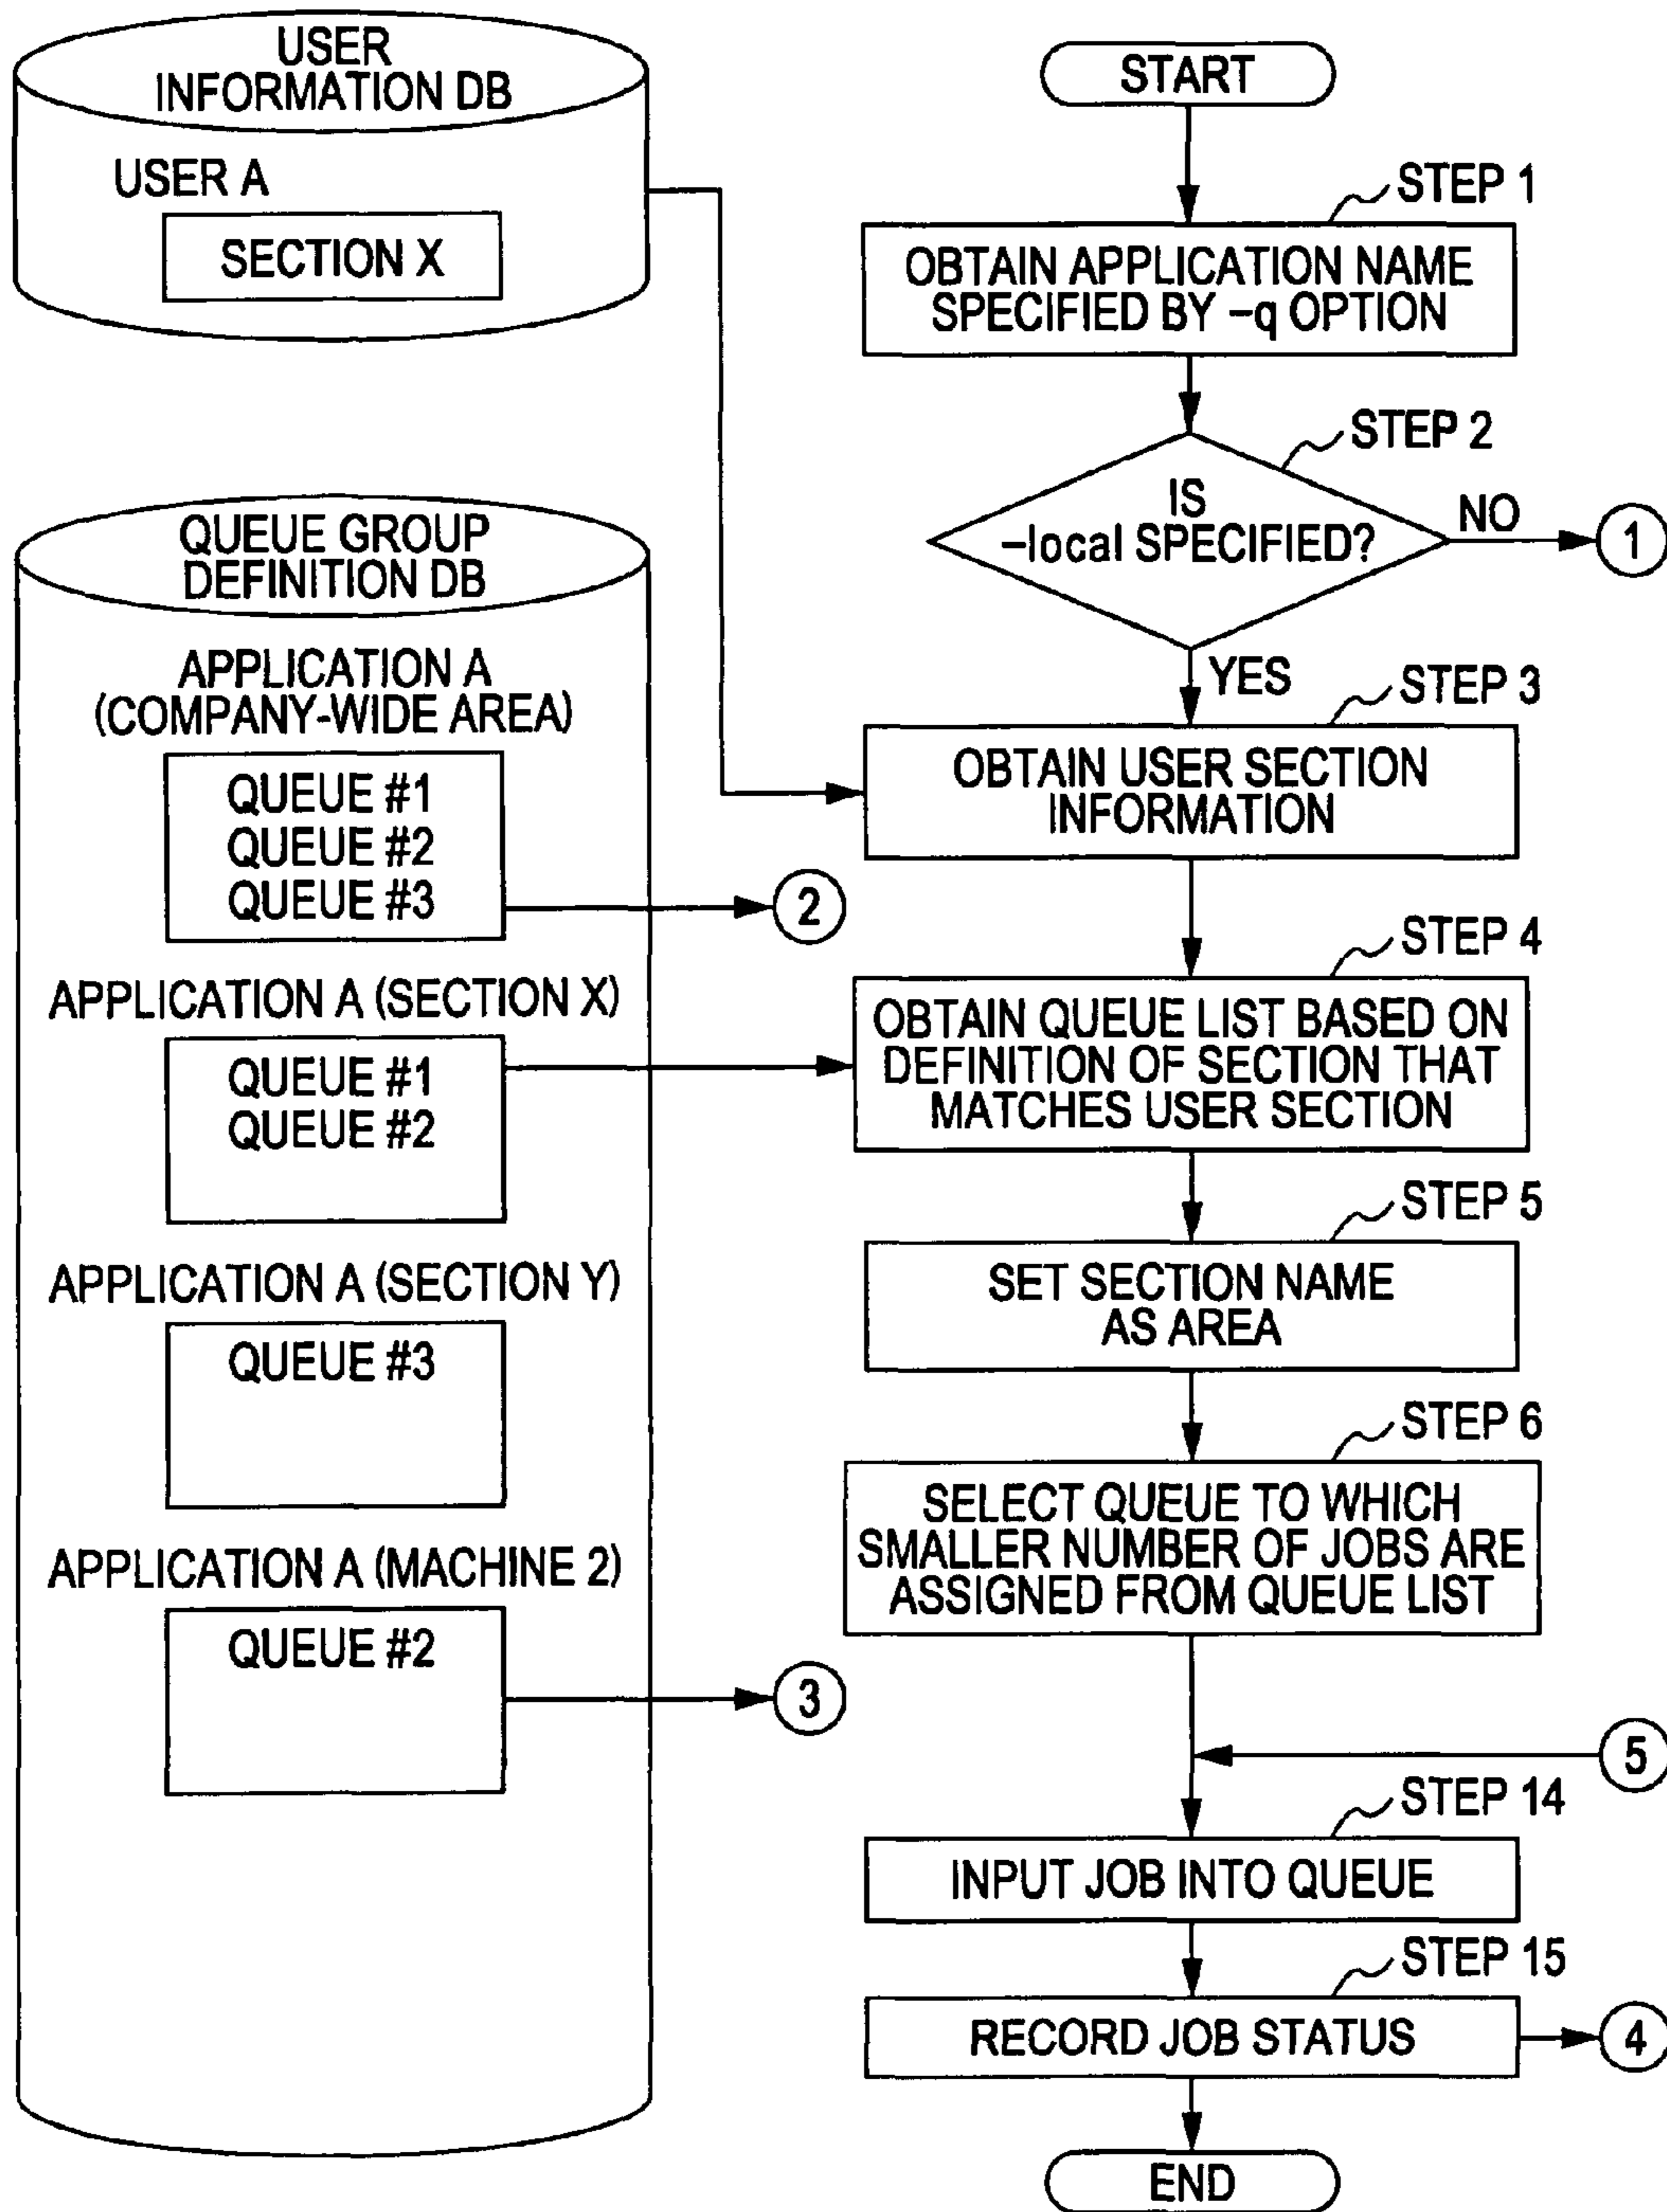 USER
INFORMATION DB
USER A
SECTION X
QUEUE GROUP
DEFINITION DB
APPLICATION A
(COMPANY-WIDE AREA)
QUEUE #1
QUEUE #2
QUEUE #3
2
APPLICATION A (SECTION X)
QUEUE #1
QUEUE #2
APPLICATION A (SECTION Y)
QUEUE #3
APPLICATION A (MACHINE 2)
QUEUE #2
3
START
STEP 1
OBTAIN APPLICATION NAME
SPECIFIED BY –q OPTION
STEP 2
IS
–local SPECIFIED?
NO
1
YES
STEP 3
OBTAIN USER SECTION
INFORMATION
STEP 4
OBTAIN QUEUE LIST BASED ON
DEFINITION OF SECTION THAT
MATCHES USER SECTION
STEP 5
SET SECTION NAME
AS AREA
STEP 6
SELECT QUEUE TO WHICH
SMALLER NUMBER OF JOBS ARE
ASSIGNED FROM QUEUE LIST
5
STEP 14
INPUT JOB INTO QUEUE
STEP 15
RECORD JOB STATUS
4
END